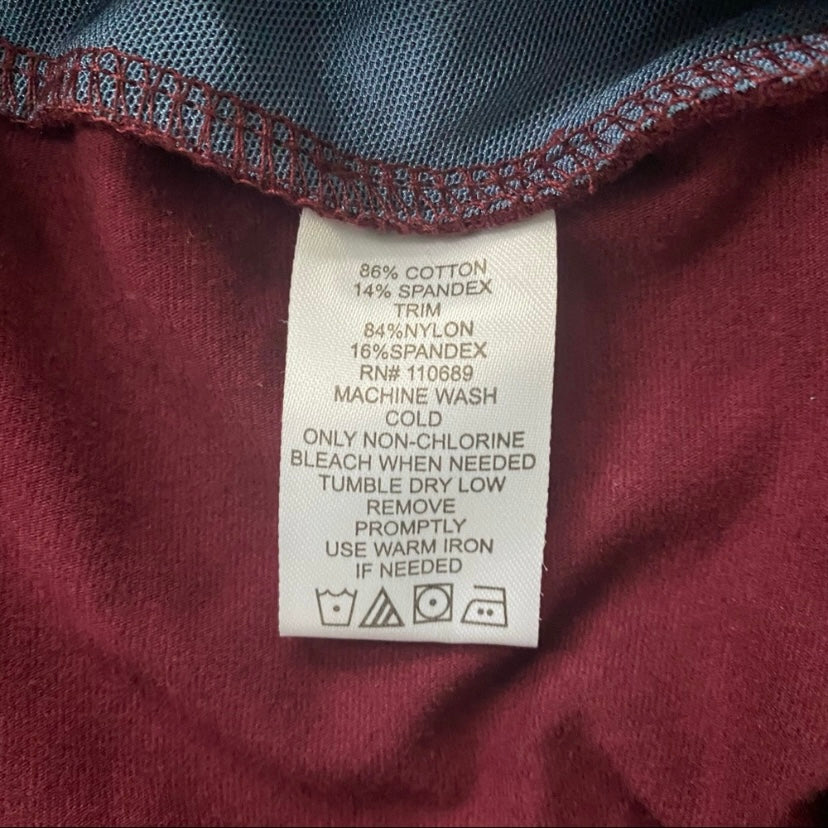 86% COTTON
14% SPANDEX
TRIM
84%NYLON
16%SPANDEX
RN# 110689
MACHINE WASH
COLD
ONLY NON-CHLORINE
BLEACH WHEN NEEDED
TUMBLE DRY LOW
REMOVE
PROMPTLY
USE WARM IRON
IF NEEDED